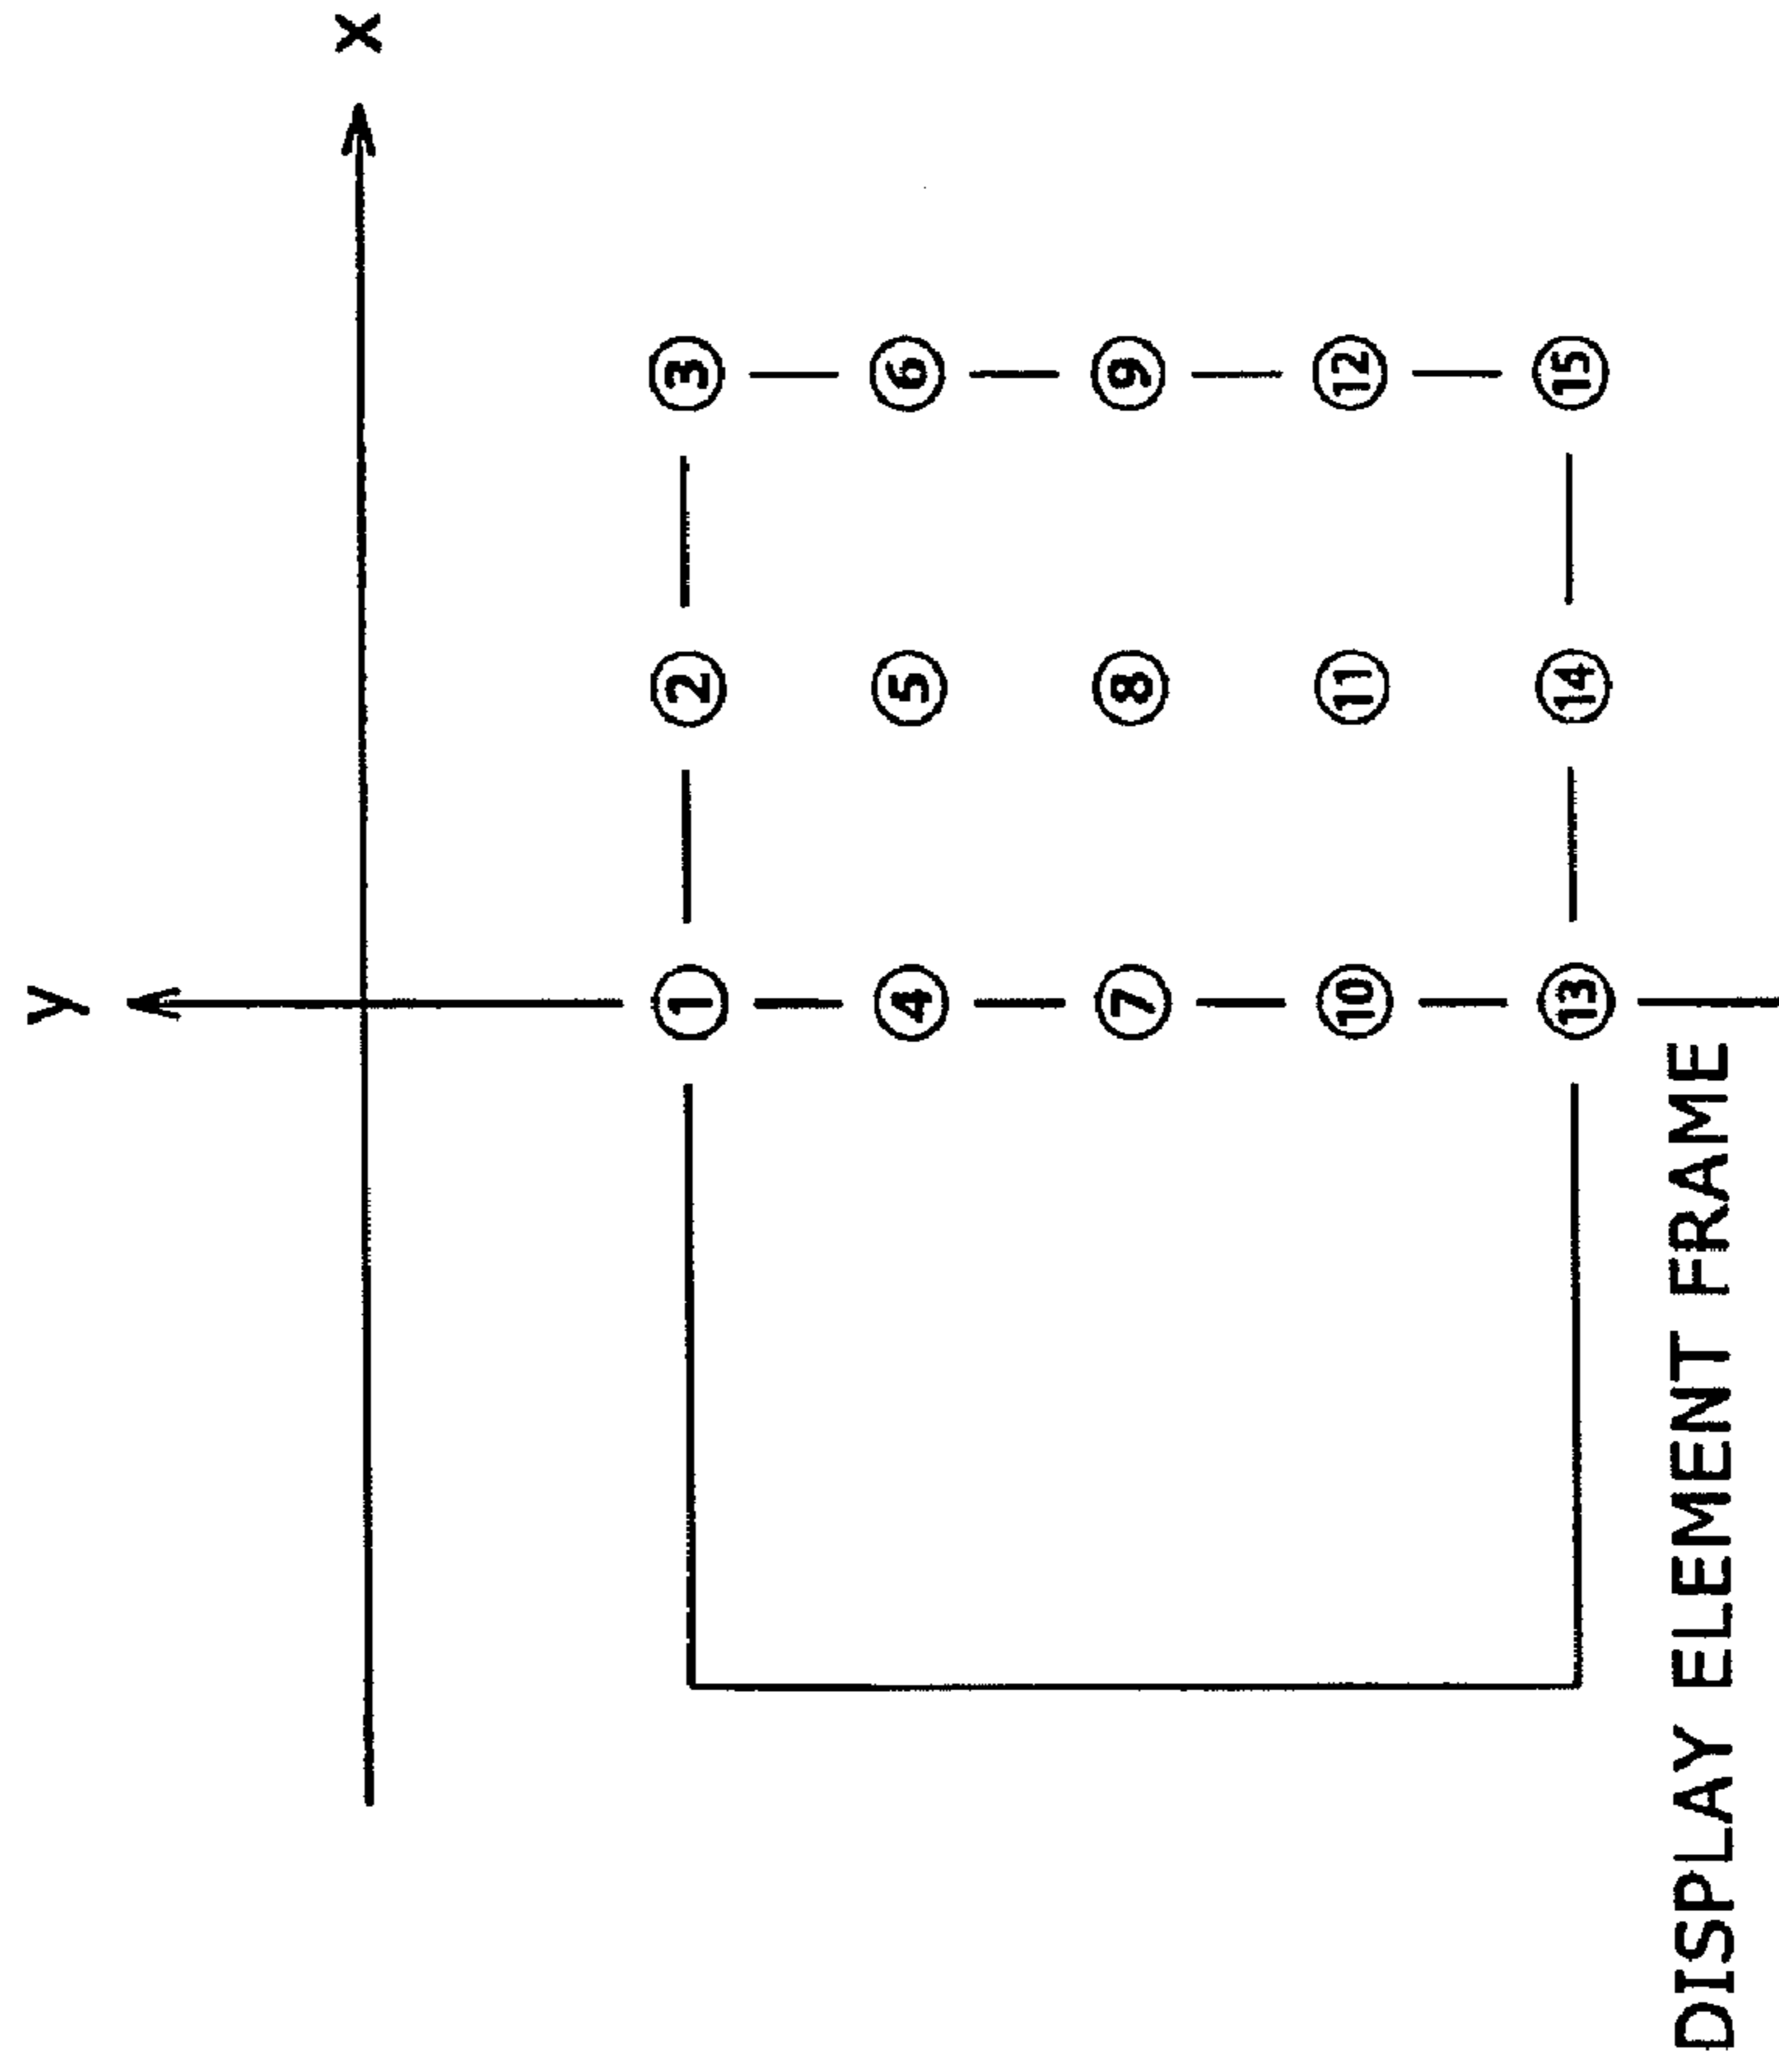 y
x
① ② ③
④ ⑤ ⑥
⑦ ⑧ ⑨
⑩ ⑪ ⑫
⑬ ⑭ ⑮
DISPLAY ELEMENT FRAME